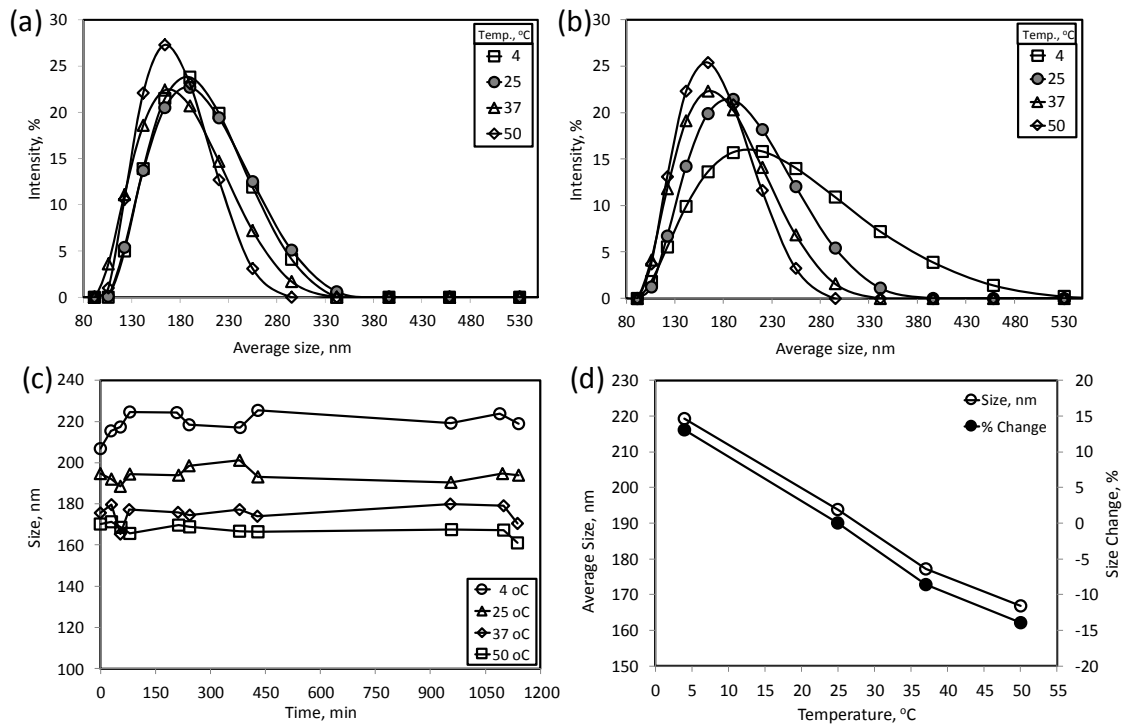 (a)
30
25
20
15
10
5
0
Intensity, %
80 130 180 230 280 330 380 430 480 530
Average size, nm
Temp., °C
4
25
37
50
(b)
30
25
20
15
10
5
0
Intensity, %
80 130 180 230 280 330 380 430 480 530
Average size, nm
Temp., °C
4
25
37
50
(c)
240
220
200
180
160
140
120
100
Size, nm
0 150 300 450 600 750 900 1050 1200
Time, min
4 oC
25 oC
37 oC
50 oC
(d)
230
220
210
200
190
180
170
160
150
Average Size, nm
0 5 10 15 20 25 30 35 40 45 50 55
Temperature, °C
20
15
10
5
0
-5
-10
-15
-20
Size Change, %
Size, nm
% Change